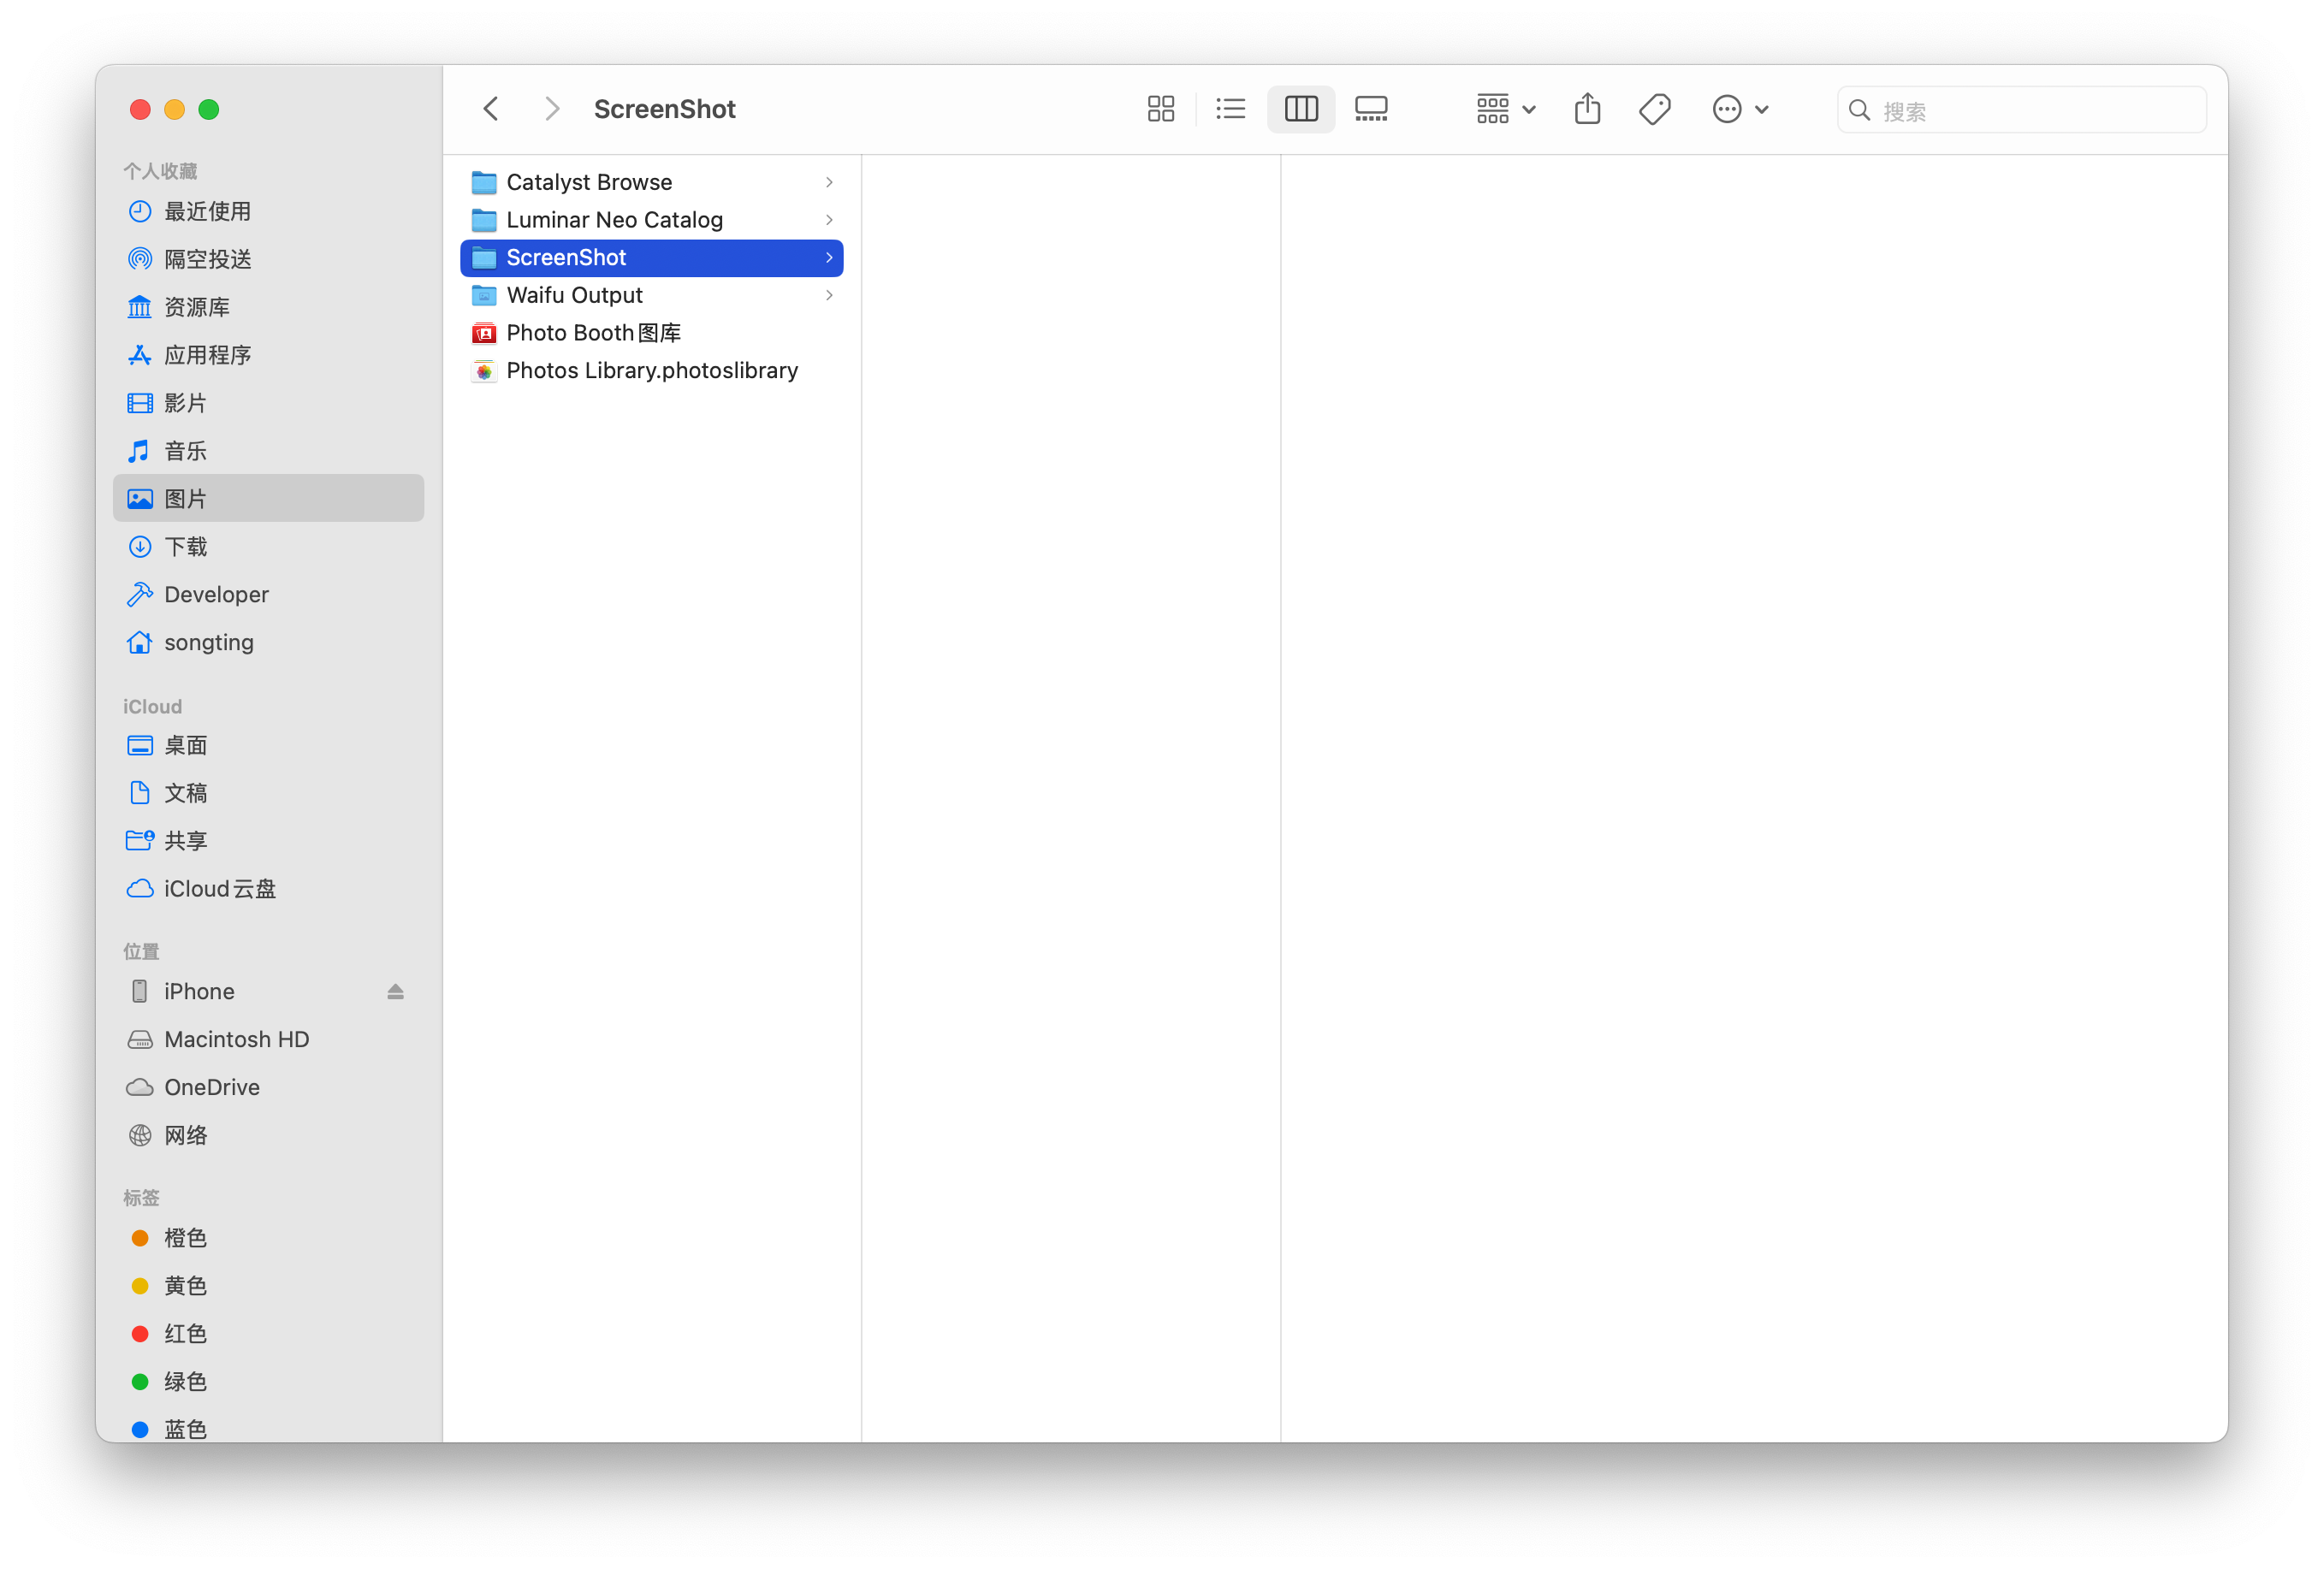 个人收藏
最近使用
隔空投送
资源库
应用程序
影片
音乐
图片
下载
Developer
songting
iCloud
桌面
文稿
共享
iCloud云盘
位置
iPhone
Macintosh HD
OneDrive
网络
标签
橙色
黄色
红色
绿色
蓝色
ScreenShot
搜索
Catalyst Browse
Luminar Neo Catalog
ScreenShot
Waifu Output
Photo Booth图库
Photos Library.photoslibrary